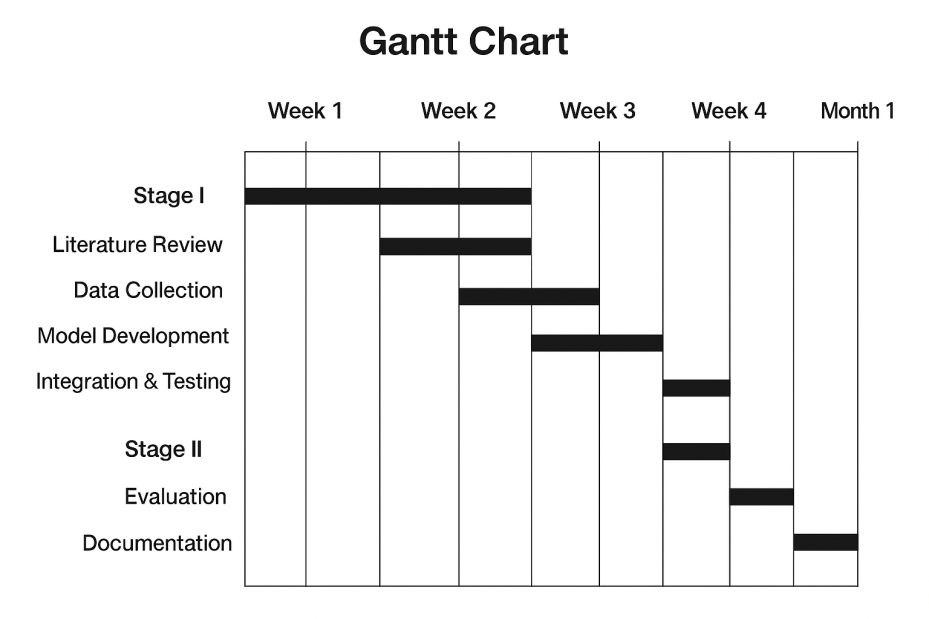 Gantt Chart
Week 1 Week 2 Week 3 Week 4 Month 1
Stage I
Literature Review
Data Collection
Model Development
Integration & Testing
Stage II
Evaluation
Documentation